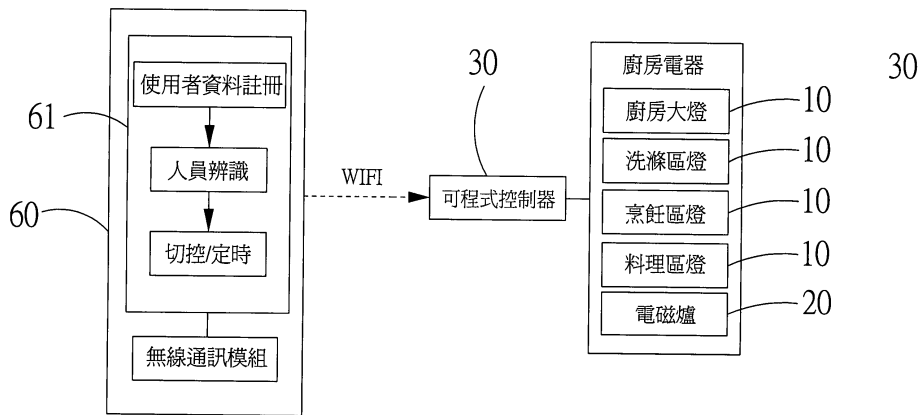 使用者資料註冊
61
人員辨識
60
切控/定時
無線通訊模組
WIFI
30
可程式控制器
廚房電器
廚房大燈
10
洗滌區燈
10
烹飪區燈
10
料理區燈
10
電磁爐
20
30